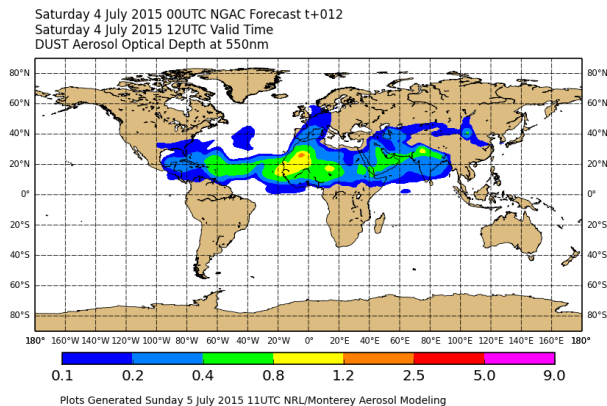 Saturday 4 July 2015 00UTC NGAC Forecast t+012
Saturday 4 July 2015 12UTC Valid Time
DUST Aerosol Optical Depth at 550nm
80°N 80°N
60°N 60°N
40°N 40°N
20°N 20°N
0° 0°
20°S 20°S
40°S 40°S
60°S 60°S
80°S 80°S
180° 160°W 140°W 120°W 100°W 80°W 60°W 40°W 20°W 0° 20°E 40°E 60°E 80°E 100°E 120°E 140°E 160°E 180°
0.1 0.2 0.4 0.8 1.2 2.5 5.0 9.0
Plots Generated Sunday 5 July 2015 11UTC NRL/Monterey Aerosol Modeling